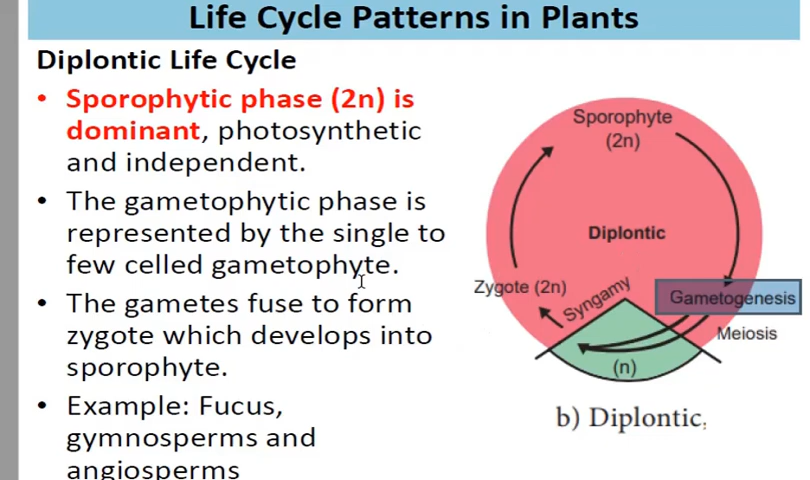 Life Cycle Patterns in Plants
Diplontic Life Cycle
• Sporophytic phase (2n) is
dominant, photosynthetic
and independent.
• The gametophytic phase is
represented by the single to
few celled gametophyte.
• The gametes fuse to form
zygote which develops into
sporophyte.
• Example: Fucus,
gymnosperms and
angiosperms
Sporophyte
(2n)
Diplontic
Zygote (2n)
Syngamy
Gametogenesis
Meiosis
(n)
b) Diplontic;